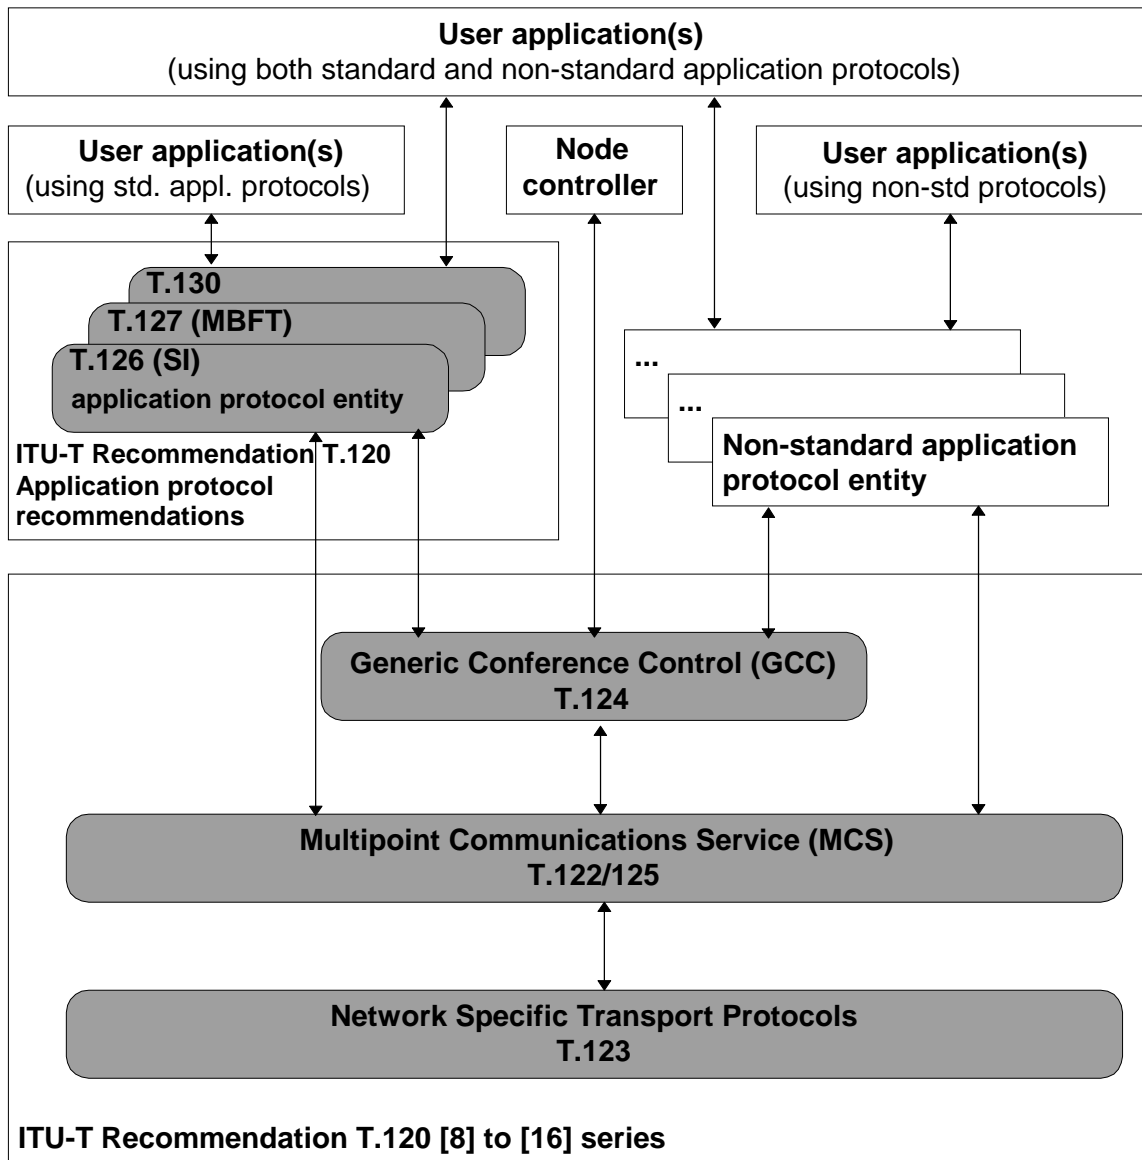 User application(s)
(using both standard and non-standard application protocols)
User application(s)
(using std. appl. protocols)
Node
controller
User application(s)
(using non-std protocols)
T.130
T.127 (MBFT)
T.126 (SI)
application protocol entity
ITU-T Recommendation T.120
Application protocol
recommendations
...
...
Non-standard application
protocol entity
Generic Conference Control (GCC)
T.124
Multipoint Communications Service (MCS)
T.122/125
Network Specific Transport Protocols
T.123
ITU-T Recommendation T.120 [8] to [16] series